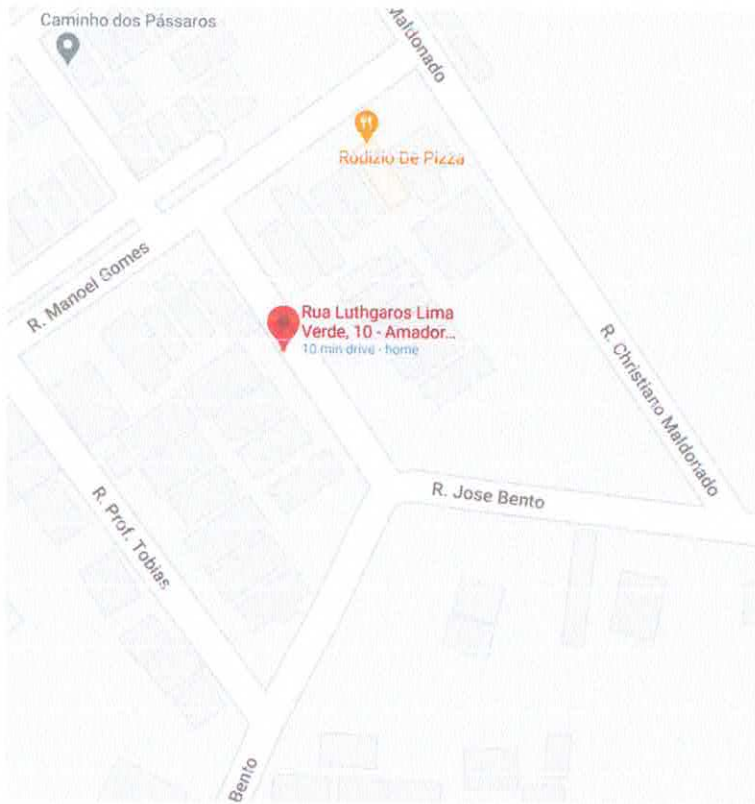 Caminho dos Pássaros
Maldonado
Rodizio De Pizza
R. Manoel Gomes
Rua Luthgaros Lima
Verde, 10 - Amador...
10 min drive - home
R. Christiano Maldonado
R. Jose Bento
R. Prof. Tobias
Bento